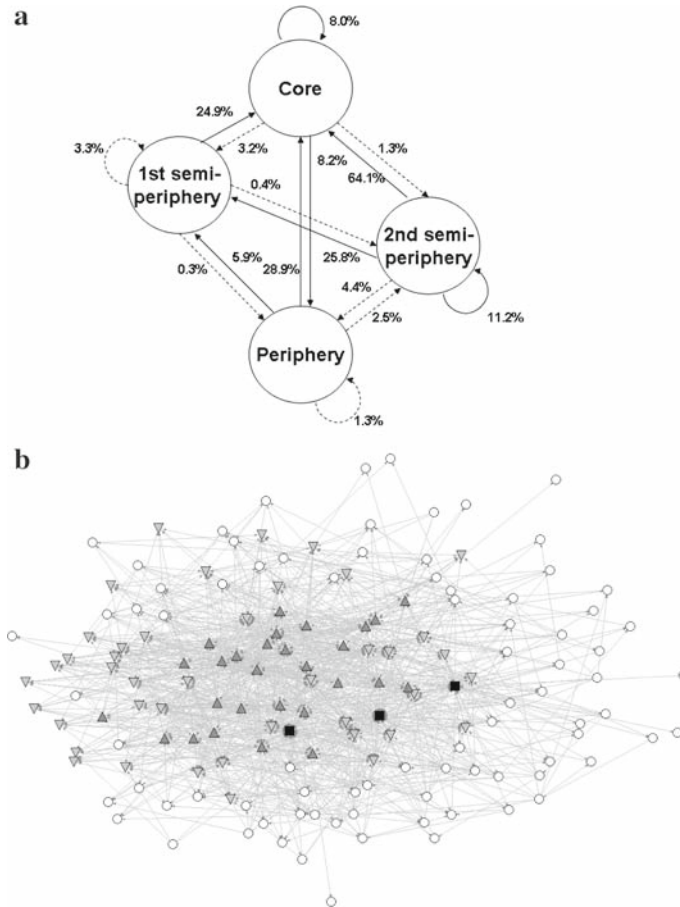 a
8.0%
Core
24.9%
3.3%
3.2%
8.2%
1.3%
1st semi-
periphery
0.4%
64.1%
2nd semi-
periphery
5.9%
25.8%
0.3%
28.9%
4.4%
2.5%
11.2%
Periphery
1.3%
b